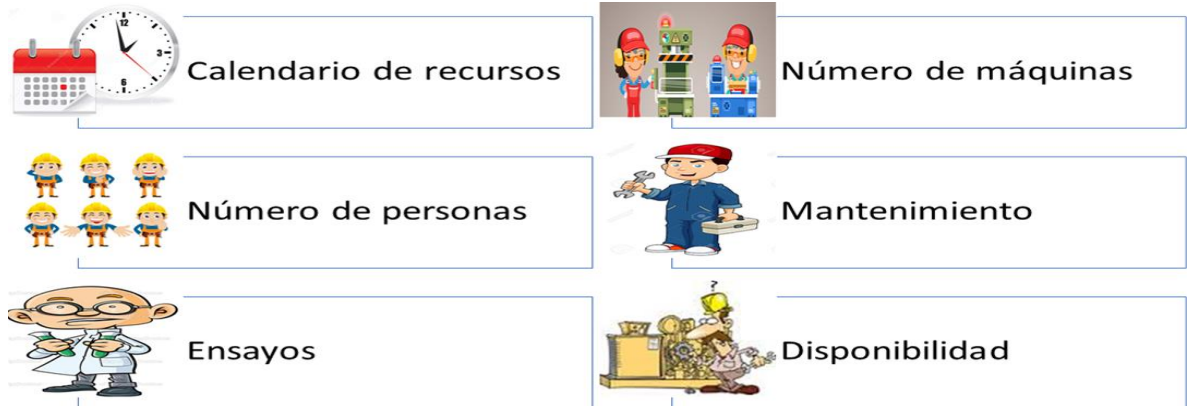 Calendario de recursos
Número de máquinas
Número de personas
Mantenimiento
Ensayos
Disponibilidad